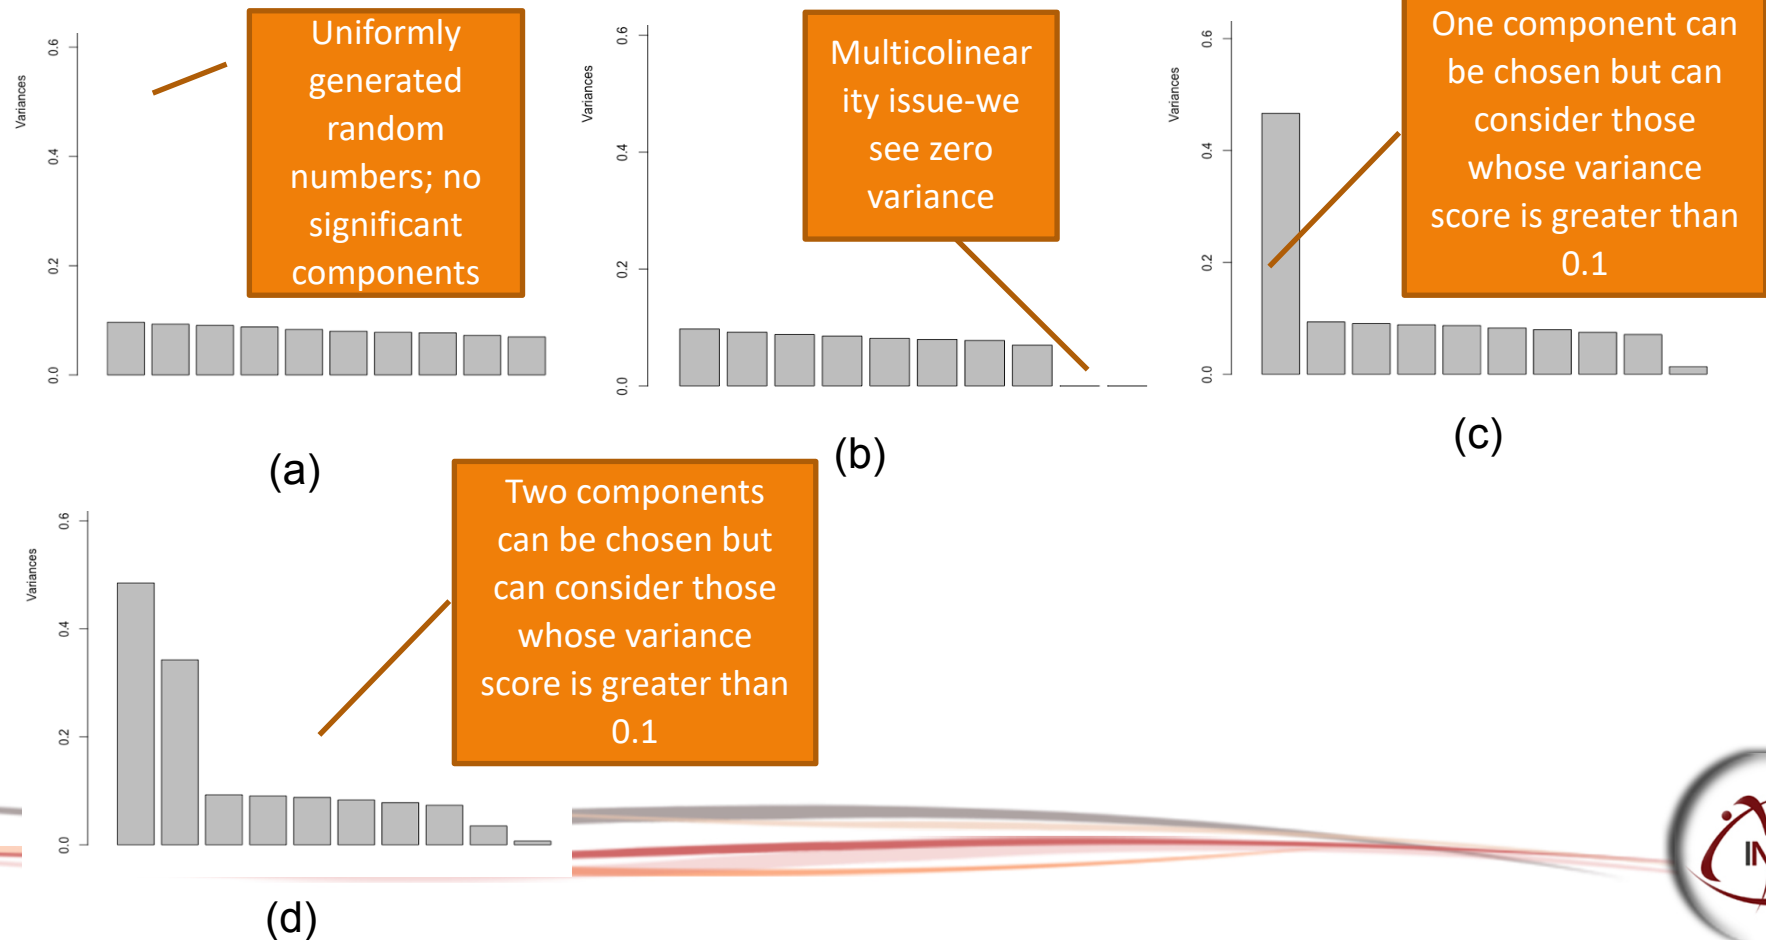 Variances
0.0
0.2
0.4
0.6
Uniformly
generated
random
numbers; no
significant
components
(a)
Variances
0.0
0.2
0.4
0.6
Multicolinear
ity issue-we
see zero
variance
(b)
Variances
0.0
0.2
0.4
0.6
One component can
be chosen but can
consider those
whose variance
score is greater than
0.1
(c)
Variances
0.0
0.2
0.4
0.6
Two components
can be chosen but
can consider those
whose variance
score is greater than
0.1
(d)